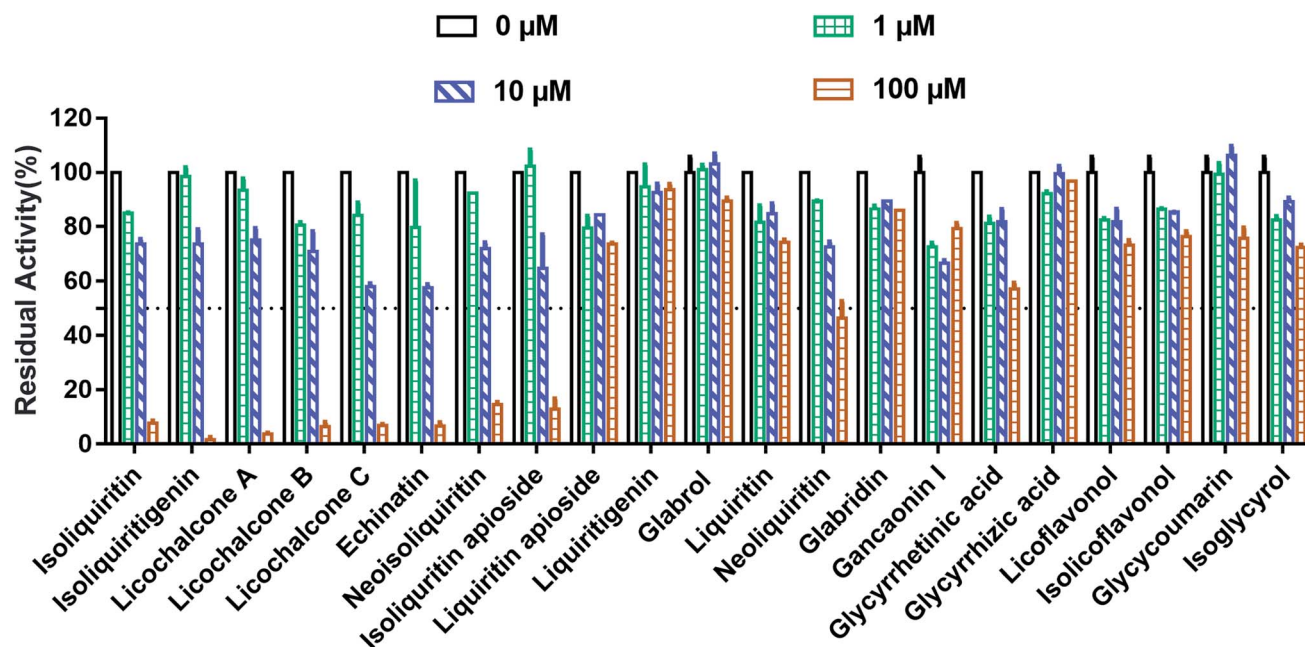 0 µM
1 µM
10 µM
100 µM
Residual Activity(%)
120
100
80
60
40
20
0
Isoliquiritin
Isoliquiritigenin
Licochalcone A
Licochalcone B
Licochalcone C
Echinatin
Neoisoliquiritin
Isoliquritin apioside
Liquiritin apioside
Liquiritigenin
Glabrol
Liquiritin
Neoliquiritin
Glabridin
Gancaonin I
Glycyrrhetinic acid
Glycyrrhizic acid
Licoflavonol
Isolicoflavonol
Glycycoumarin
Isoglycyrol